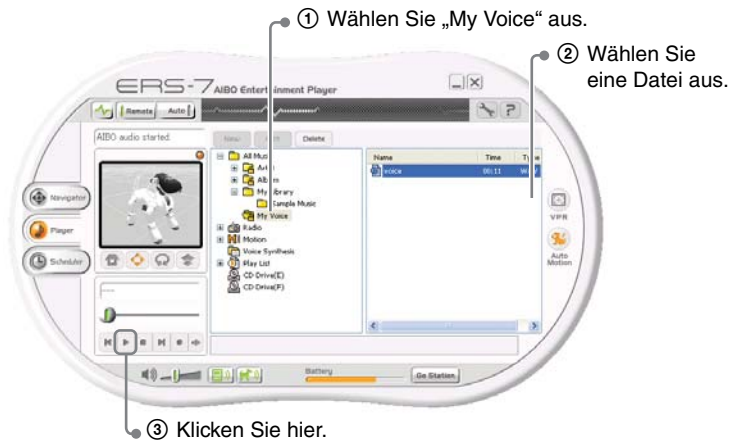 ① Wählen Sie „My Voice“ aus.
② Wählen Sie
eine Datei aus.
ERS-7 AIBO Entertainment Player
Remote Auto
AIBO audio started
Delete
All Music
Artist
Album
My Library
Sample Music
My Voice
Radio
Motion
Voice Synthesis
Play List
CD Drive(E)
CD Drive(F)
Name Time Type
voice 00:11
Navigator
Player
Scheduler
VPR
Auto
Motion
Battery
Go Station
③ Klicken Sie hier.